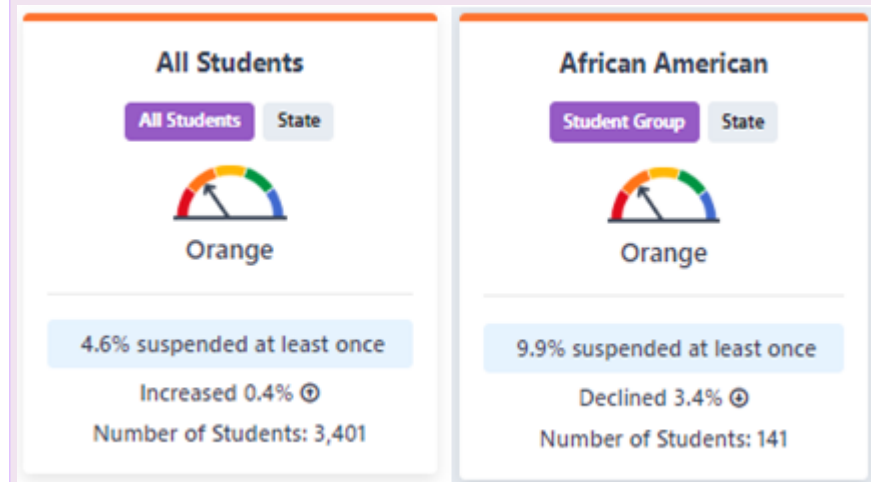 All Students
All Students State
Orange
4.6% suspended at least once
Increased 0.4%
Number of Students: 3,401
African American
Student Group State
Orange
9.9% suspended at least once
Declined 3.4%
Number of Students: 141